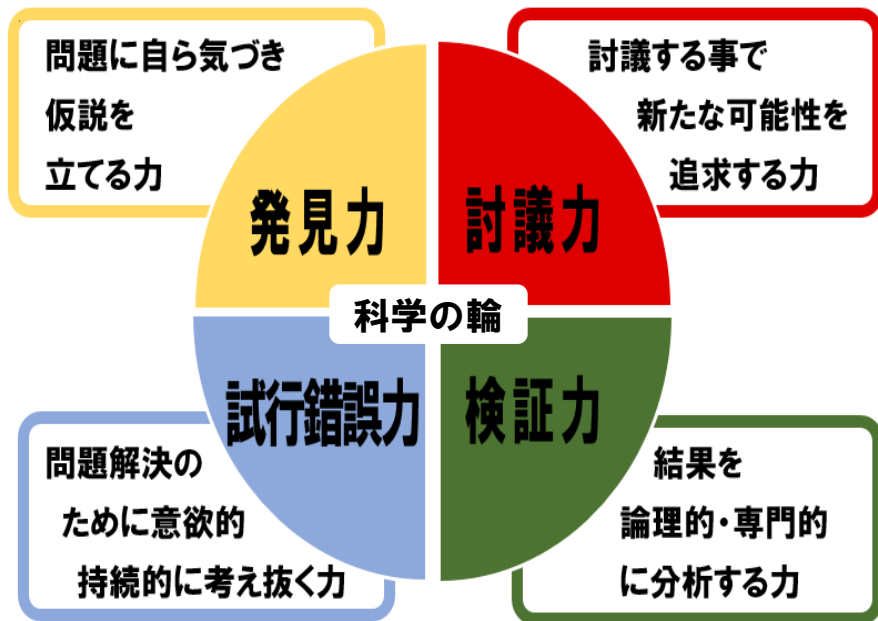 問題に自ら気づき
仮説を
立てる力
討議する事で
新たな可能性を
追求する力
発見力
討議力
科学の輪
試行錯誤力
検証力
問題解決の
ために意欲的
持続的に考え抜く力
結果を
論理的・専門的
に分析する力